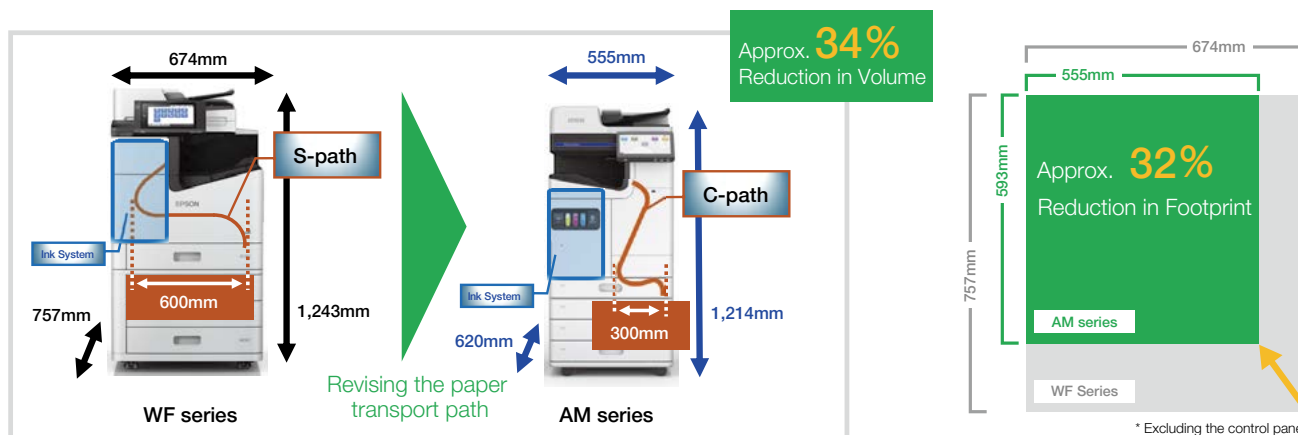 Approx. 34%
Reduction in Volume
674mm
S-path
EPSON
Ink System
600mm
757mm
1,243mm
WF series
Revising the paper
transport path
555mm
C-path
Ink System
300mm
620mm
1,214mm
AM series
674mm
555mm
593mm
757mm
Approx. 32%
Reduction in Footprint
AM series
WF Series
* Excluding the control pane